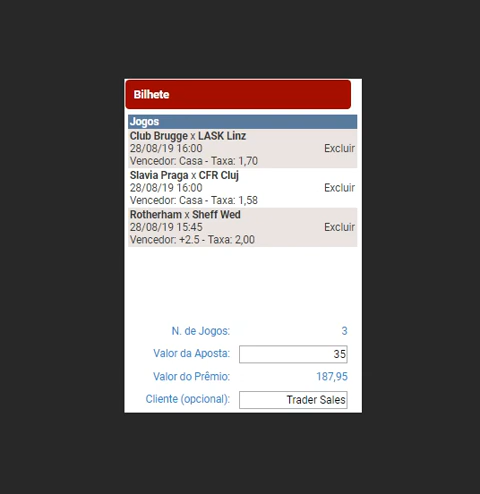 Bilhete
Jogos
Club Brugge x LASK Linz
28/08/19 16:00 Excluir
Vencedor: Casa - Taxa: 1,70
Slavia Praga x CFR Cluj
28/08/19 16:00 Excluir
Vencedor: Casa - Taxa: 1,58
Rotherham x Sheff Wed
28/08/19 15:45 Excluir
Vencedor: +2.5 - Taxa: 2,00
N. de Jogos: 3
Valor da Aposta: 35
Valor do Prêmio: 187,95
Cliente (opcional): Trader Sales